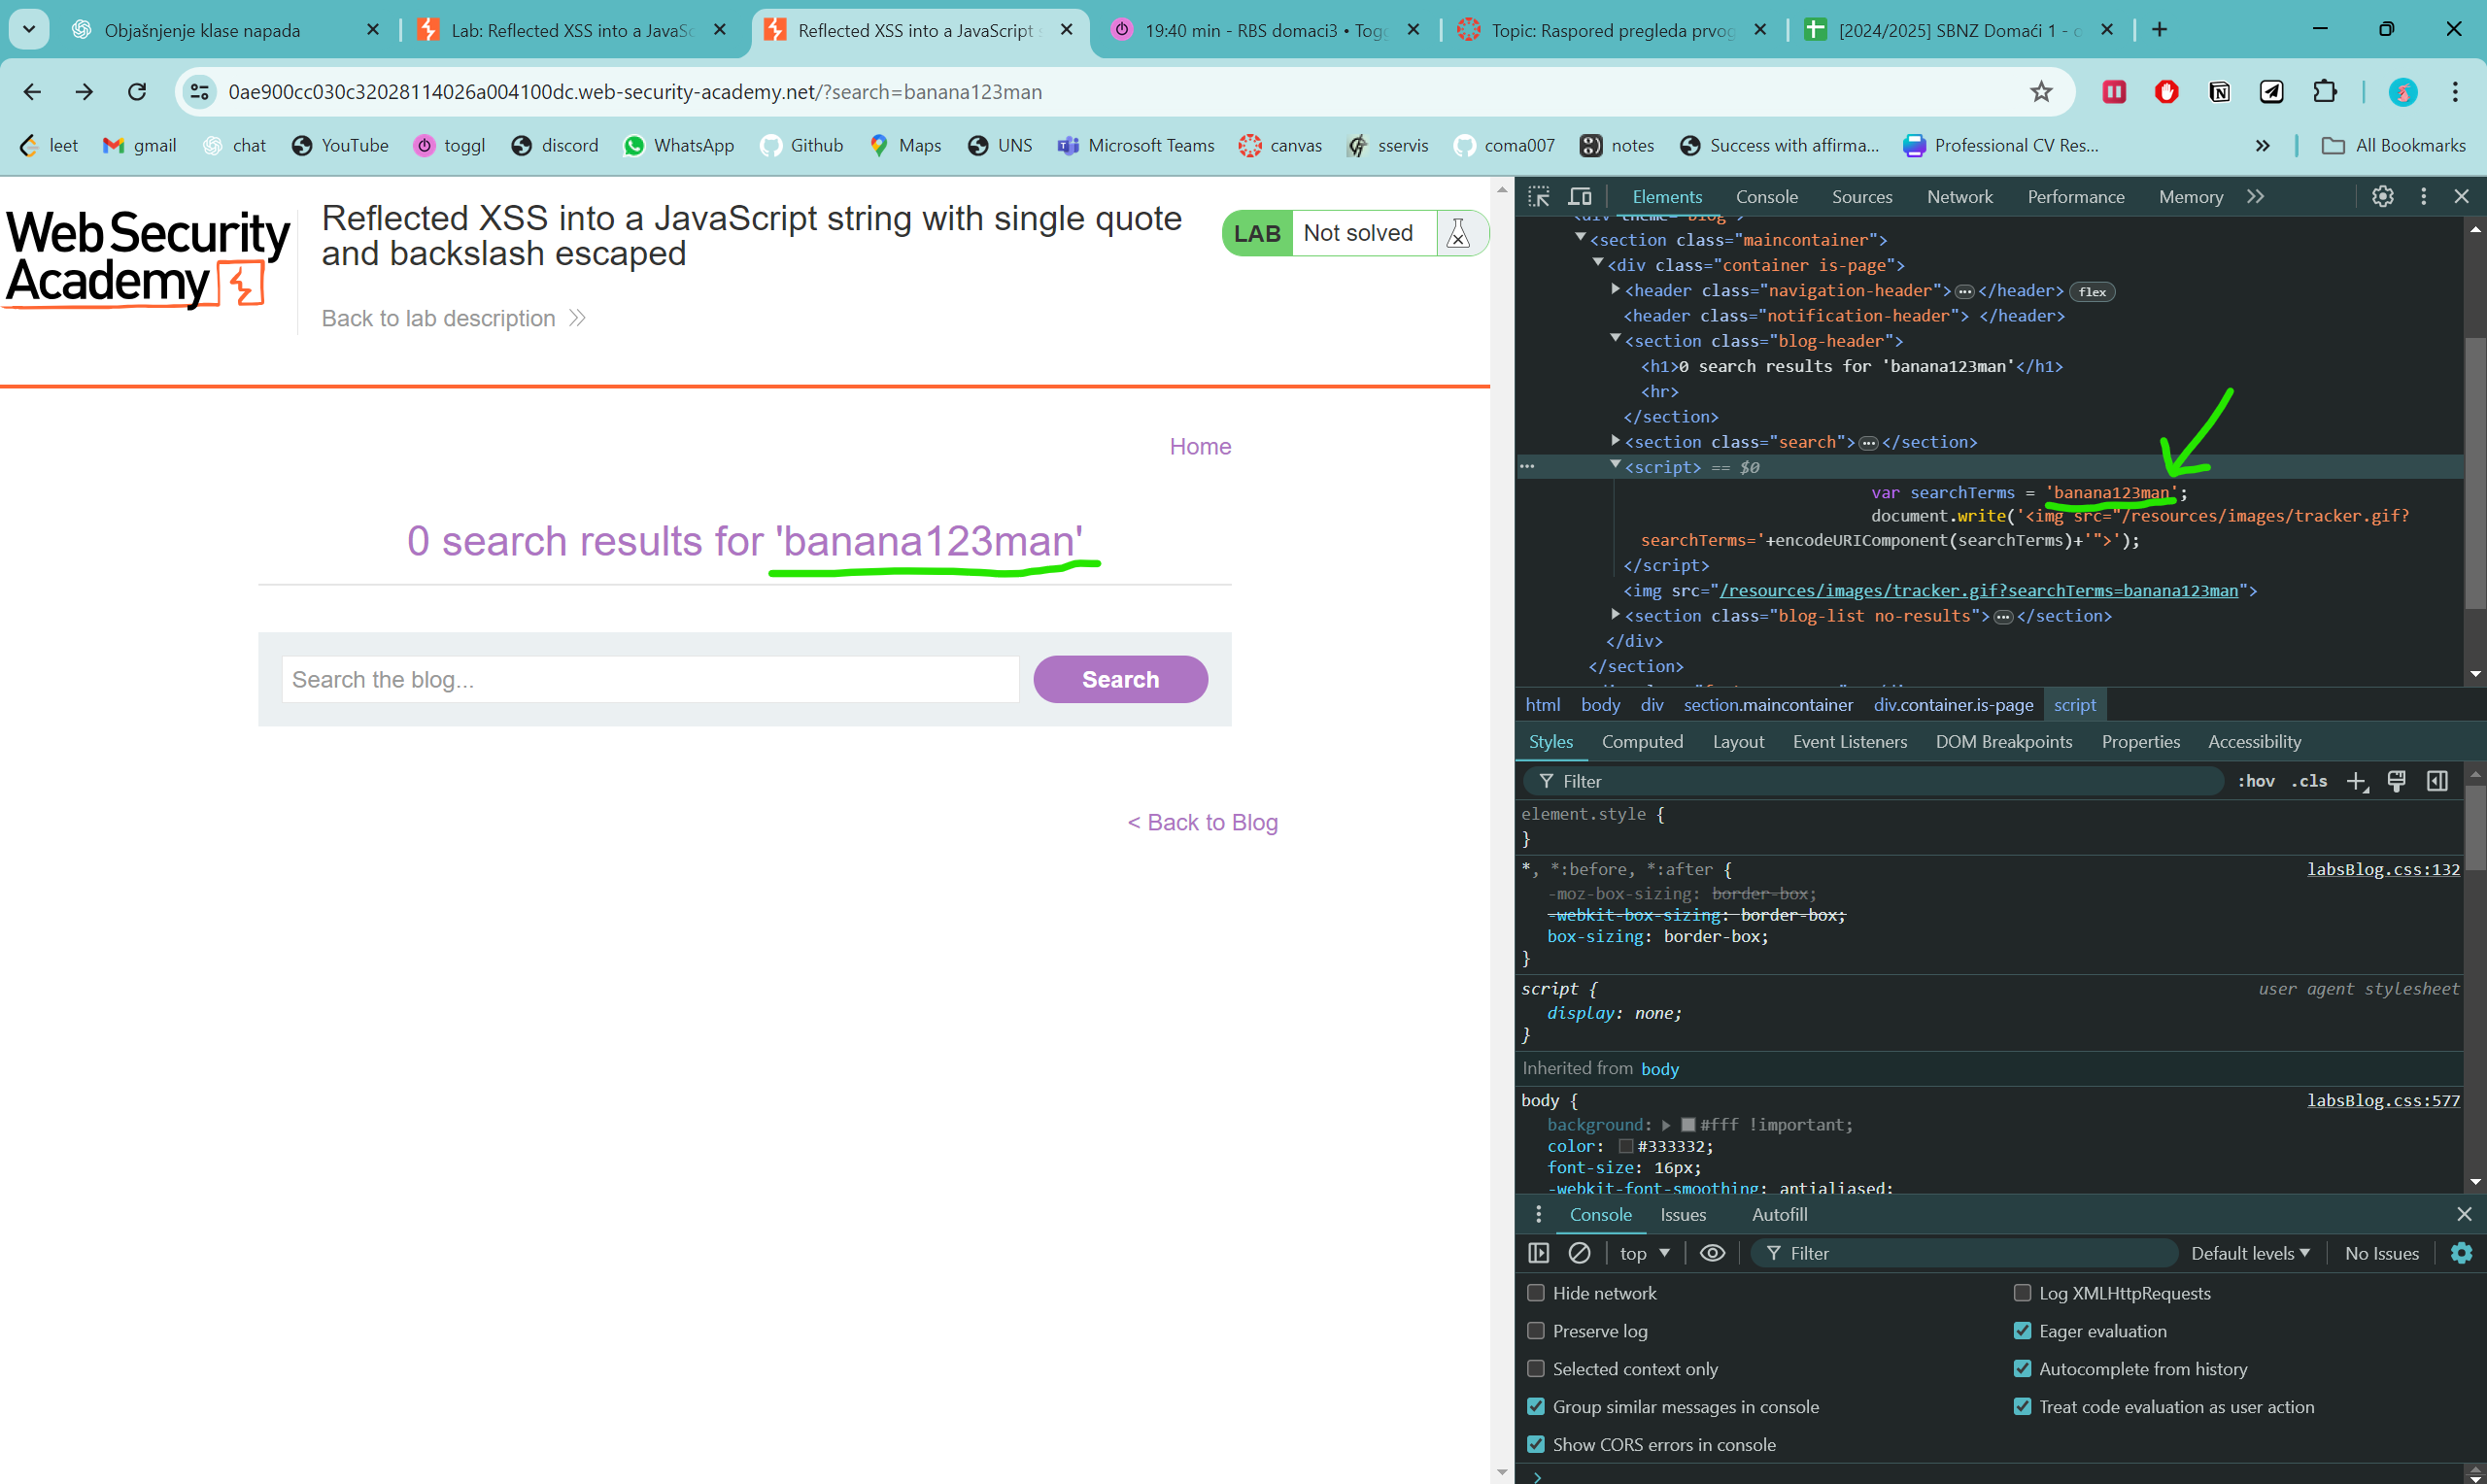 Objašnjenje klase napada
Lab: Reflected XSS into a JavaSc
Reflected XSS into a JavaScript s
19:40 min - RBS domaci3 • Togg
Topic: Raspored pregleda prvog
[2024/2025] SBNZ Domaći 1 - o
0ae900cc030c32028114026a004100dc.web-security-academy.net/?search=banana123man
leet gmail chat YouTube toggl discord WhatsApp Github Maps UNS Microsoft Teams canvas sservis coma007 notes Success with affirma... Professional CV Res... » All Bookmarks
Web Security
Academy
Reflected XSS into a JavaScript string with single quote
and backslash escaped
Back to lab description
LAB Not solved
Home
0 search results for 'banana123man'
Search the blog...
Search
< Back to Blog
Elements Console Sources Network Performance Memory
<section class="maincontainer">
<div class="container is-page">
<header class="navigation-header"> … </header> flex
<header class="notification-header"> </header>
<section class="blog-header">
<h1>0 search results for 'banana123man'</h1>
<hr>
</section>
<section class="search"> … </section>
<script> == $0
var searchTerms = 'banana123man';
document.write('<img src="/resources/images/tracker.gif?
searchTerms='+encodeURIComponent(searchTerms)+'">');
</script>
<img src="/resources/images/tracker.gif?searchTerms=banana123man">
<section class="blog-list no-results"> … </section>
</div>
</section>
html body div section.maincontainer div.container.is-page script
Styles Computed Layout Event Listeners DOM Breakpoints Properties Accessibility
Filter :hov .cls
element.style {
}
*, *:before, *:after { labsBlog.css:132
-moz-box-sizing: border-box;
-webkit-box-sizing: border-box;
box-sizing: border-box;
}
script { user agent stylesheet
display: none;
}
Inherited from body
body { labsBlog.css:577
background: #fff !important;
color: #333332;
font-size: 16px;
-webkit-font-smoothing: antialiased;
Console Issues Autofill
top Filter Default levels No Issues
Hide network Log XMLHttpRequests
Preserve log Eager evaluation
Selected context only Autocomplete from history
Group similar messages in console Treat code evaluation as user action
Show CORS errors in console